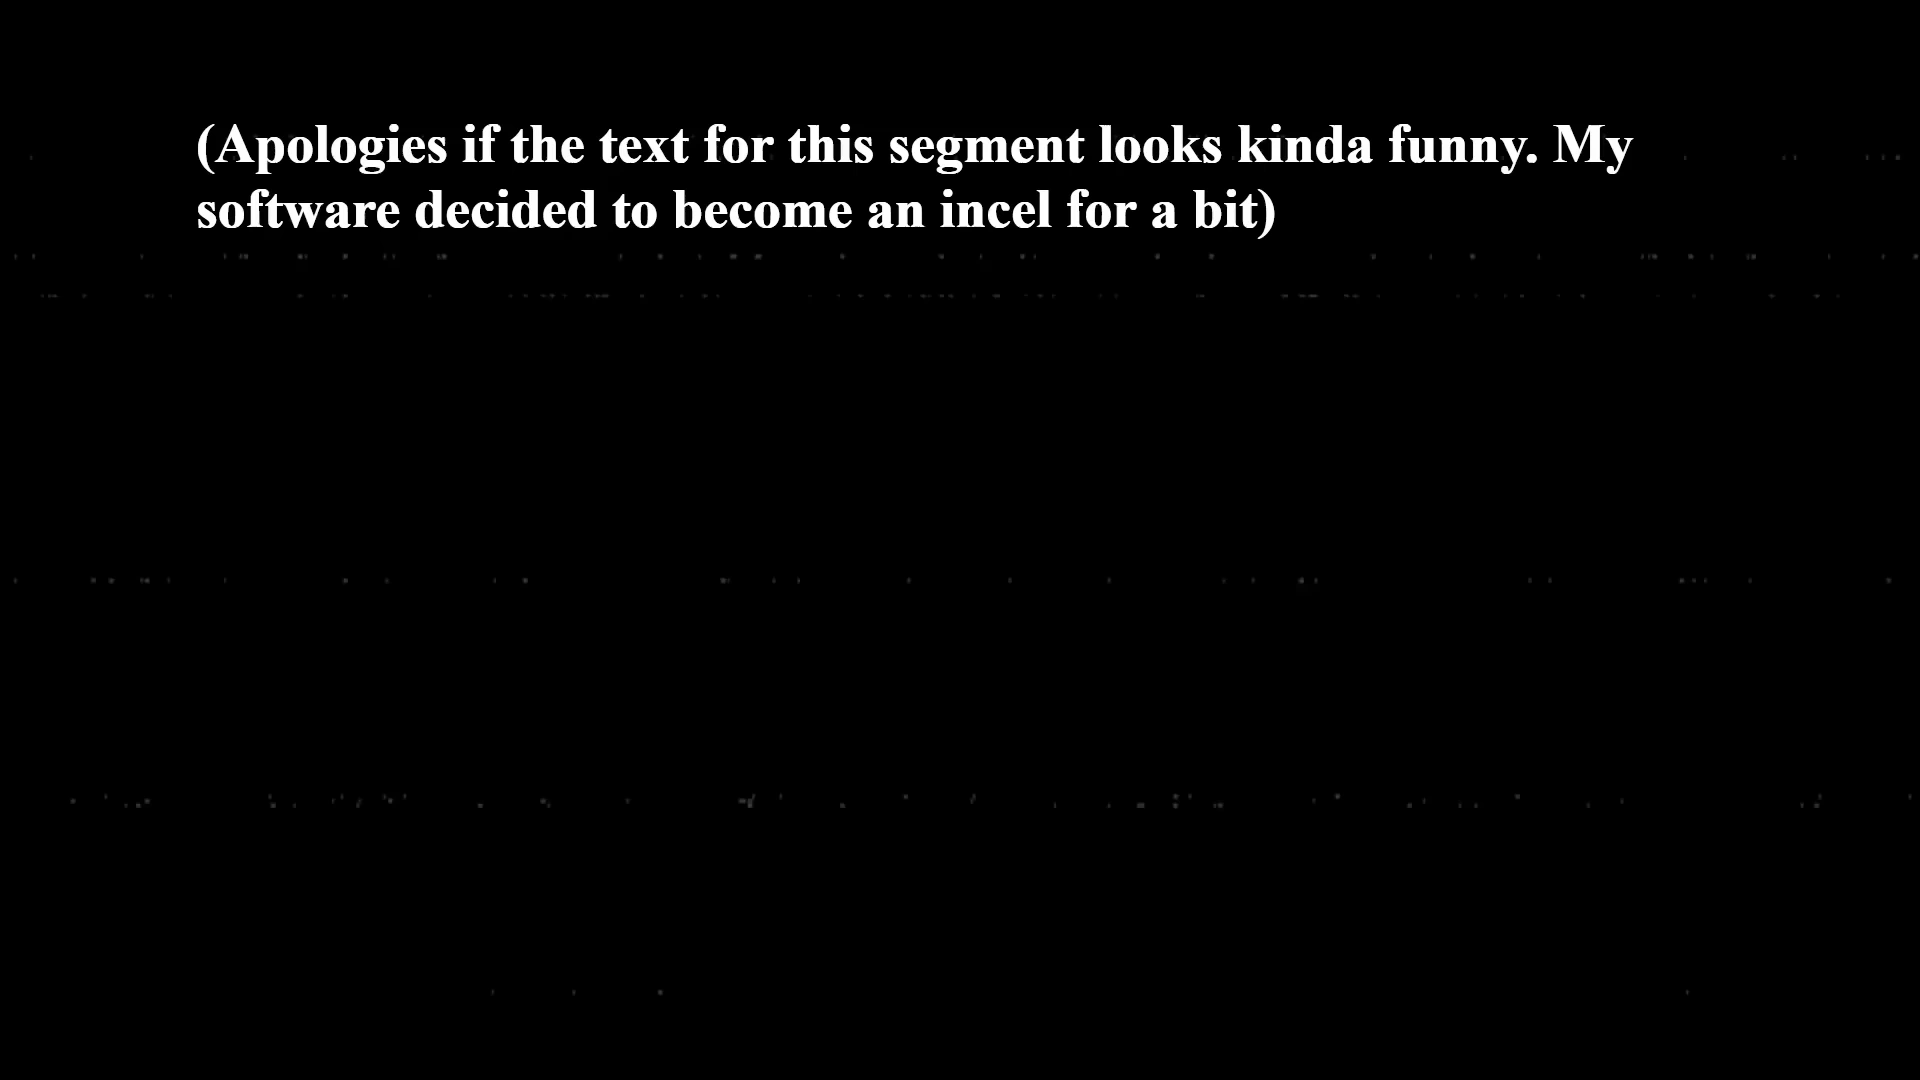 (Apologies if the text for this segment looks kinda funny. My
software decided to become an incel for a bit)